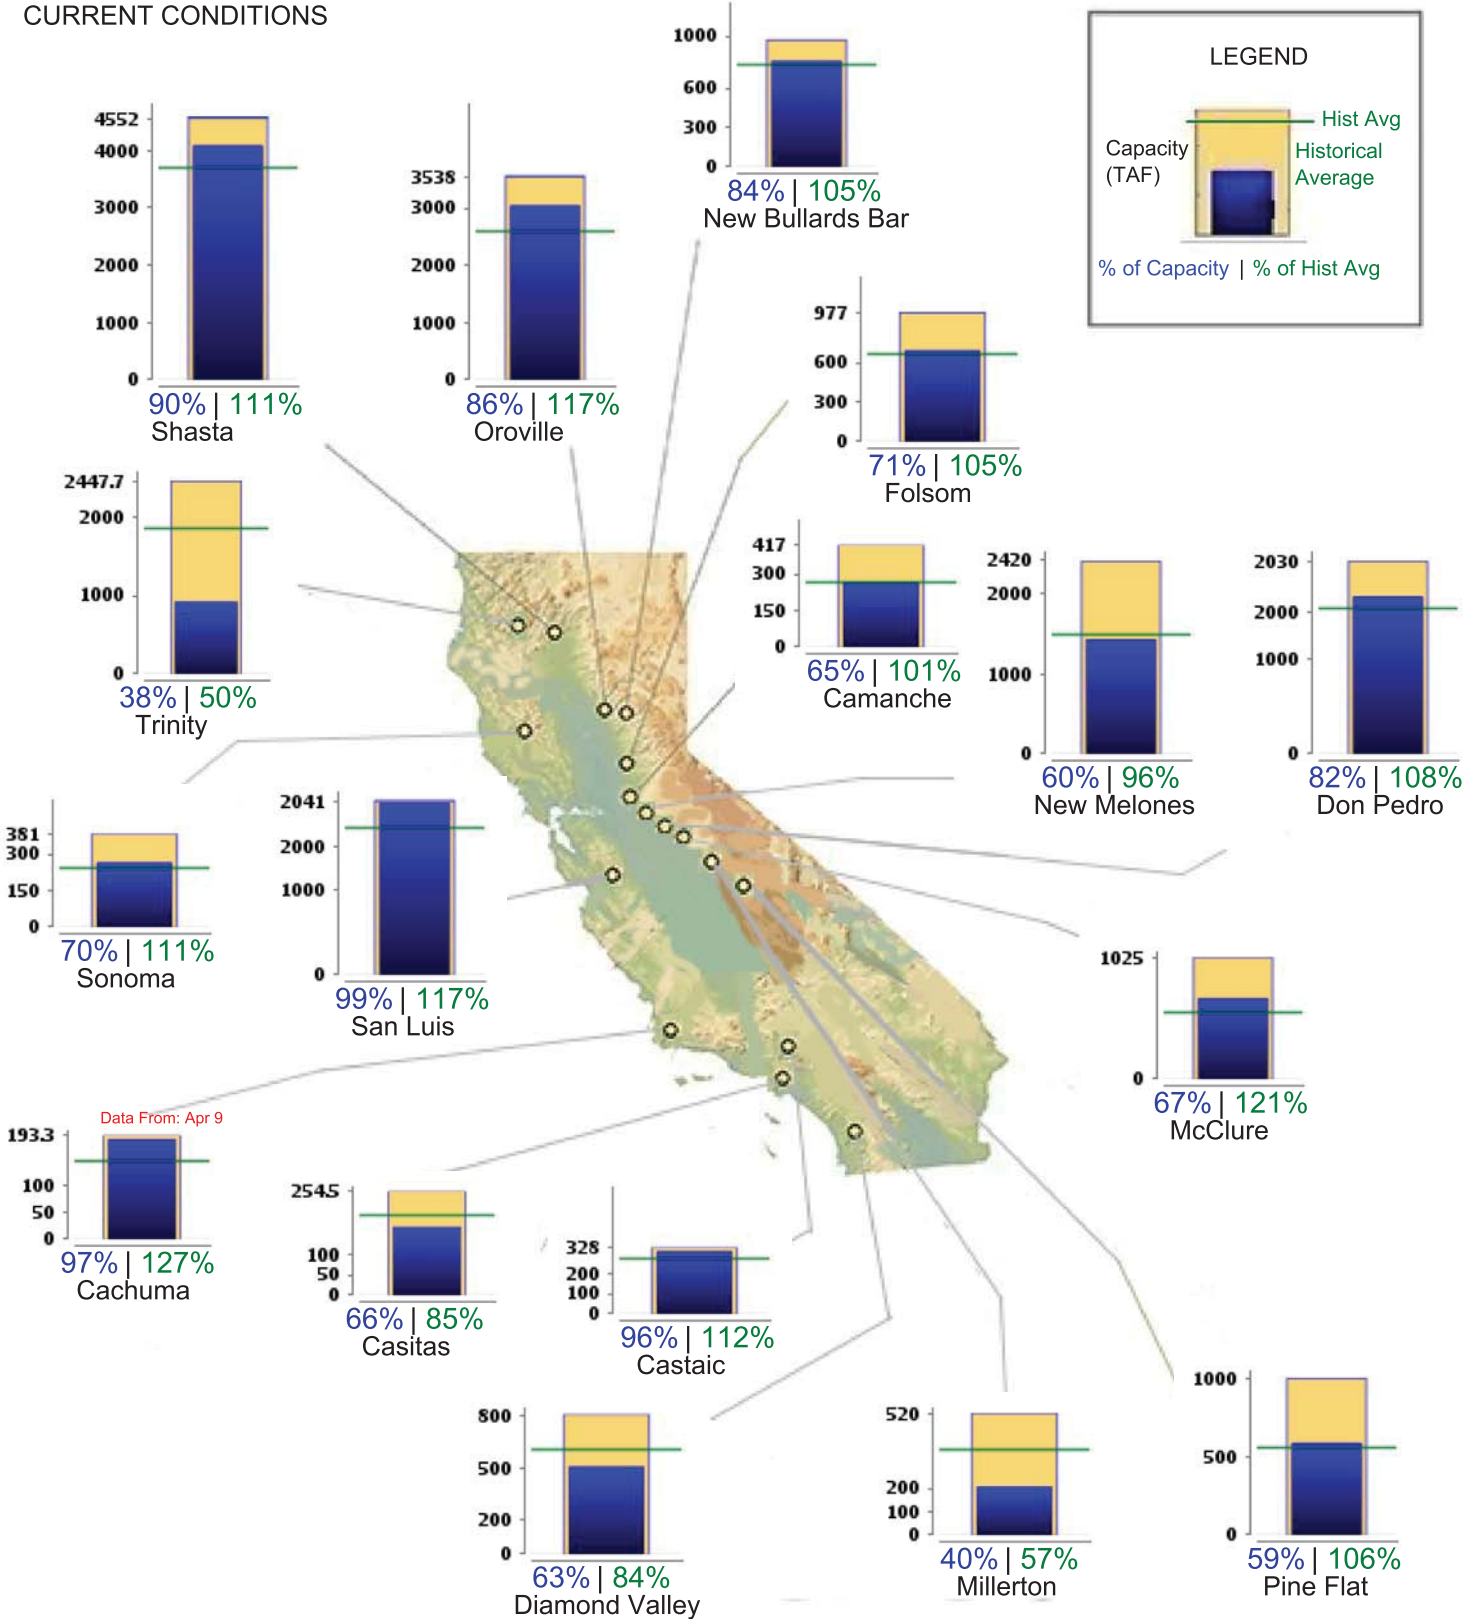 CURRENT CONDITIONS
1000
600
300
0
84% | 105%
New Bullards Bar
LEGEND
Hist Avg
Capacity
(TAF)
Historical
Average
% of Capacity | % of Hist Avg
4552
4000
3000
2000
1000
0
90% | 111%
Shasta
3538
3000
2000
1000
0
86% | 117%
Oroville
977
600
300
0
71% | 105%
Folsom
2447.7
2000
1000
0
38% | 50%
Trinity
417
300
150
0
65% | 101%
Camanche
2420
2000
1000
0
60% | 96%
New Melones
2030
2000
1000
0
82% | 108%
Don Pedro
381
300
150
0
70% | 111%
Sonoma
2041
2000
1000
0
99% | 117%
San Luis
1025
0
67% | 121%
McClure
Data From: Apr 9
193.3
100
50
0
97% | 127%
Cachuma
254.5
100
50
0
66% | 85%
Casitas
328
200
100
0
96% | 112%
Castaic
800
500
200
0
63% | 84%
Diamond Valley
520
200
100
0
40% | 57%
Millerton
1000
500
0
59% | 106%
Pine Flat